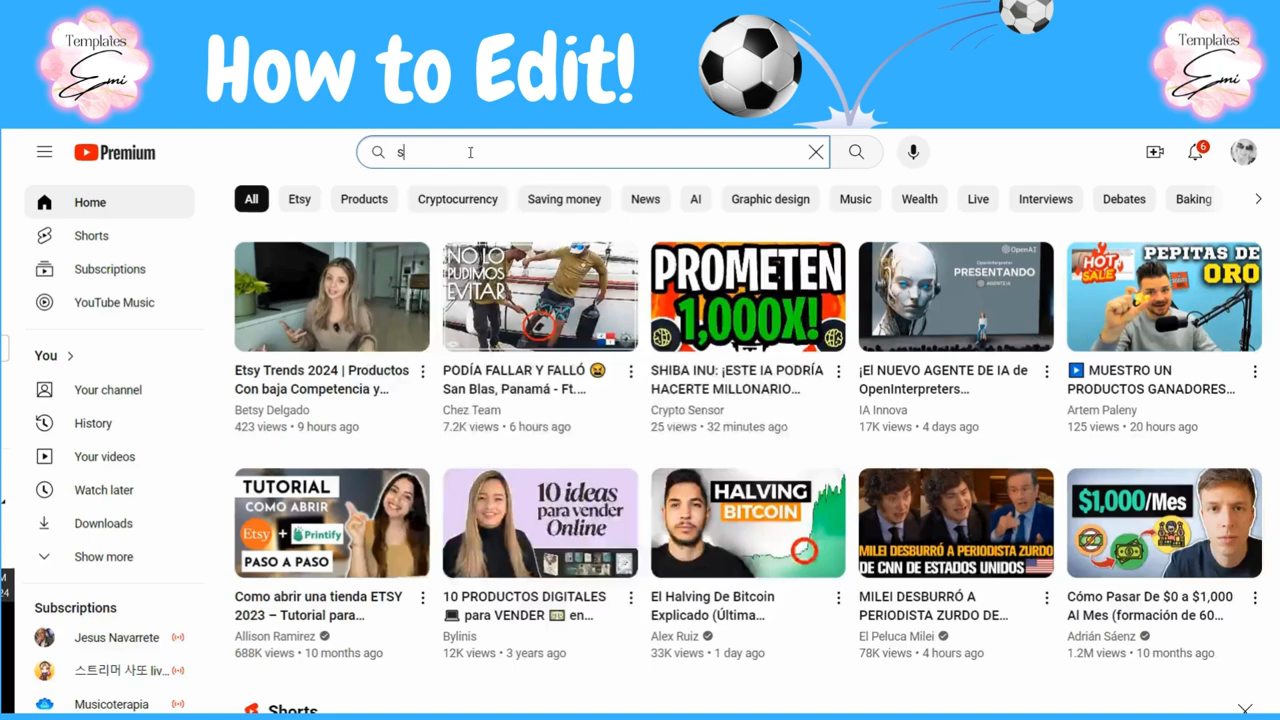 Templates
Emi
How to Edit!
Templates
Emi
Premium
s
6
All
Etsy
Products
Cryptocurrency
Saving money
News
AI
Graphic design
Music
Wealth
Live
Interviews
Debates
Baking
Home
Shorts
Subscriptions
YouTube Music
You
Your channel
History
Your videos
Watch later
Downloads
Show more
Subscriptions
Jesus Navarrete
스트리머 사또 liv...
Musicoterapia
NO LO
PUDIMOS
EVITAR
PROMETEN
1,000X!
OpenAI
PRESENTANDO
HOT
SALE
PEPITAS DE
ORO
Etsy Trends 2024 | Productos
Con baja Competencia y...
Betsy Delgado
423 views • 9 hours ago
PODÍA FALLAR Y FALLÓ 😫
San Blas, Panamá - Ft....
Chez Team
7.2K views • 6 hours ago
SHIBA INU: ¡ESTE IA PODRÍA
HACERTE MILLONARIO...
Crypto Sensor
25 views • 32 minutes ago
¡El NUEVO AGENTE DE IA de
OpenInterpreters...
IA Innova
17K views • 4 days ago
▶️ MUESTRO UN
PRODUCTOS GANADORES...
Artem Paleny
125 views • 20 hours ago
TUTORIAL
COMO ABRIR
Etsy + Printify
PASO A PASO
10 ideas
para vender
Online
HALVING
BITCOIN
MILEI DESBURRÓ A PERIODISTA ZURDO
DE CNN DE ESTADOS UNIDOS
$1,000/Mes
Como abrir una tienda ETSY
2023 – Tutorial para...
Allison Ramirez
688K views • 10 months ago
10 PRODUCTOS DIGITALES
💻 para VENDER 💵 en...
Bylinis
12K views • 3 years ago
El Halving De Bitcoin
Explicado (Última...
Alex Ruiz
33K views • 1 day ago
MILEI DESBURRÓ A
PERIODISTA ZURDO DE...
El Peluca Milei
78K views • 4 hours ago
Cómo Pasar De $0 a $1,000
Al Mes (formación de 60...
Adrián Sáenz
1.2M views • 10 months ago
Shorts